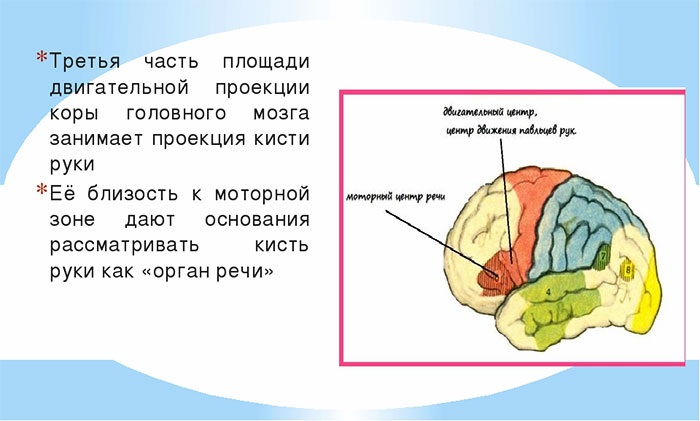 *Третья часть площади
двигательной проекции
коры головного мозга
занимает проекция кисти
руки
*Её близость к моторной
зоне дают основания
рассматривать кисть
руки как «орган речи»
двигательный центр,
центр движения павльцев рук
моторный центр речи
4
7
8